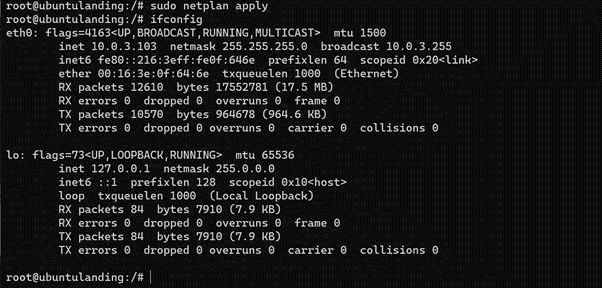 root@ubuntulanding:/# sudo netplan apply
root@ubuntulanding:/# ifconfig
eth0: flags=4163<UP,BROADCAST,RUNNING,MULTICAST>  mtu 1500
        inet 10.0.3.103  netmask 255.255.255.0  broadcast 10.0.3.255
        inet6 fe80::216:3eff:fe0f:646e  prefixlen 64  scopeid 0x20<link>
        ether 00:16:3e:0f:64:6e  txqueuelen 1000  (Ethernet)
        RX packets 12610  bytes 17552781 (17.5 MB)
        RX errors 0  dropped 0  overruns 0  frame 0
        TX packets 10570  bytes 964678 (964.6 KB)
        TX errors 0  dropped 0 overruns 0  carrier 0  collisions 0
lo: flags=73<UP,LOOPBACK,RUNNING>  mtu 65536
        inet 127.0.0.1  netmask 255.0.0.0
        inet6 ::1  prefixlen 128  scopeid 0x10<host>
        loop  txqueuelen 1000  (Local Loopback)
        RX packets 84  bytes 7910 (7.9 KB)
        RX errors 0  dropped 0  overruns 0  frame 0
        TX packets 84  bytes 7910 (7.9 KB)
        TX errors 0  dropped 0 overruns 0  carrier 0  collisions 0
root@ubuntulanding:/#